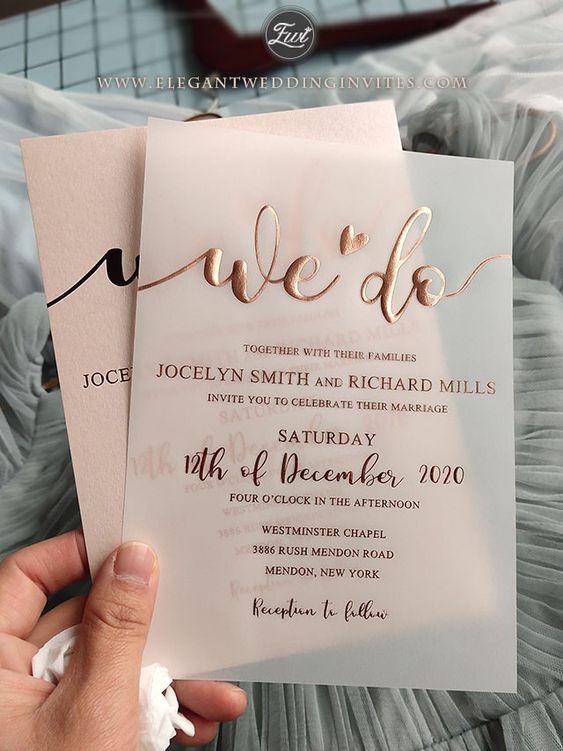 Ewi
WWW.ELEGANTWEDDINGINVITES.COM
we do
TOGETHER WITH THEIR FAMILIES
JOCELYN SMITH AND RICHARD MILLS
INVITE YOU TO CELEBRATE THEIR MARRIAGE
SATURDAY
12th of December 2020
FOUR O'CLOCK IN THE AFTERNOON
WESTMINSTER CHAPEL
3886 RUSH MENDON ROAD
MENDON, NEW YORK
Reception to follow
JOCE